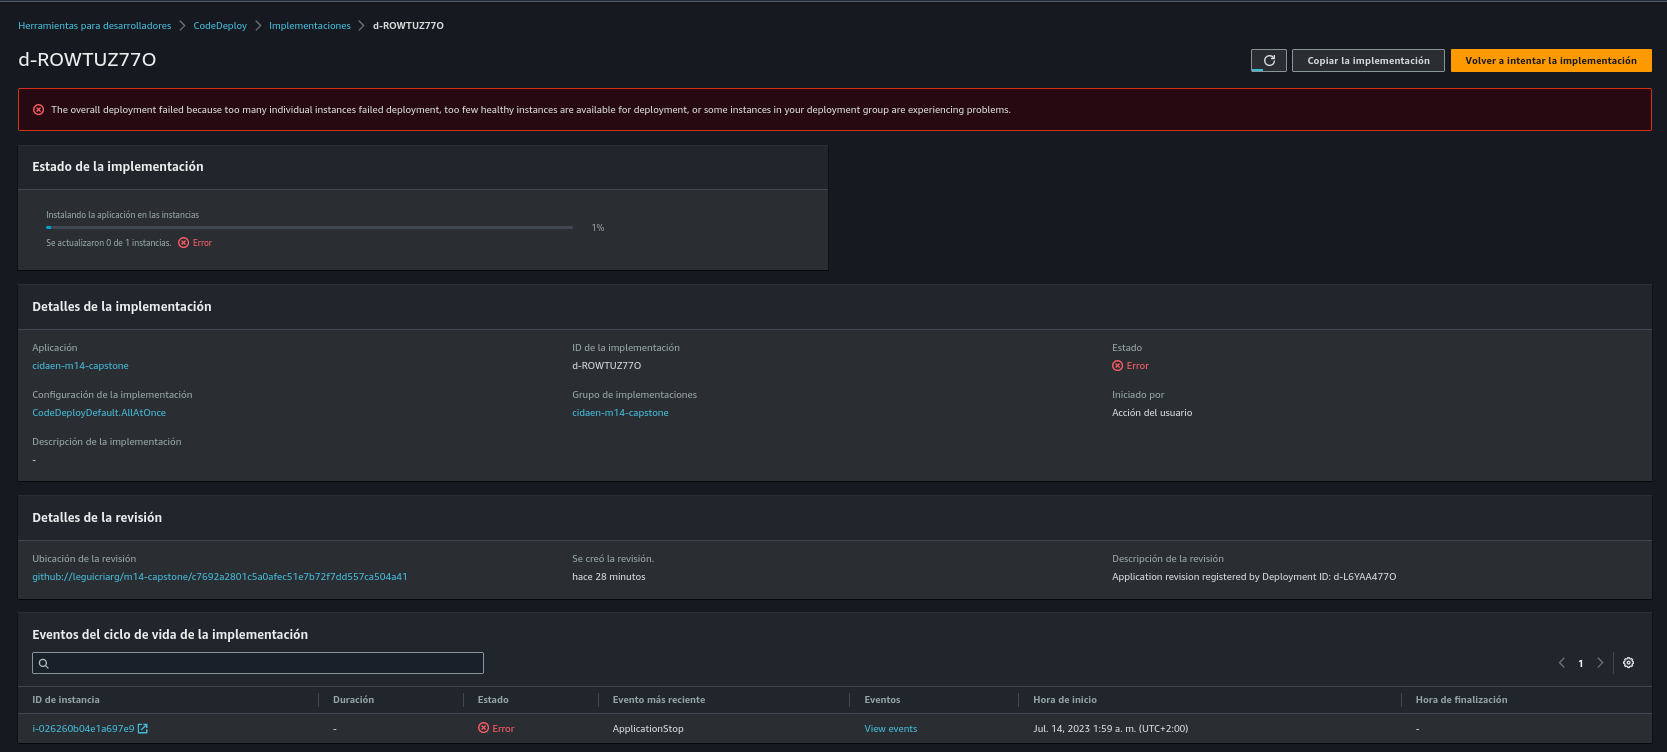 Herramientas para desarrolladores > CodeDeploy > Implementaciones > d-ROWTUZ77O
d-ROWTUZ77O
Copiar la implementación
Volver a intentar la implementación
The overall deployment failed because too many individual instances failed deployment, too few healthy instances are available for deployment, or some instances in your deployment group are experiencing problems.
Estado de la implementación
Instalando la aplicación en las instancias
1%
Se actualizaron 0 de 1 instancias. Error
Detalles de la implementación
Aplicación ID de la implementación Estado
cidaen-m14-capstone d-ROWTUZ77O Error
Configuración de la implementación Grupo de implementaciones Iniciado por
CodeDeployDefault.AllAtOnce cidaen-m14-capstone Acción del usuario
Descripción de la implementación
-
Detalles de la revisión
Ubicación de la revisión Se creó la revisión. Descripción de la revisión
github://leguicriarg/m14-capstone/c7692a2801c5a0afec51e7b72f7dd557ca504a41 hace 28 minutos Application revision registered by Deployment ID: d-L6YAA477O
Eventos del ciclo de vida de la implementación
1
ID de instancia Duración Estado Evento más reciente Eventos Hora de inicio Hora de finalización
i-026260b04e1a697e9 - Error ApplicationStop View events Jul. 14, 2023 1:59 a. m. (UTC+2:00) -